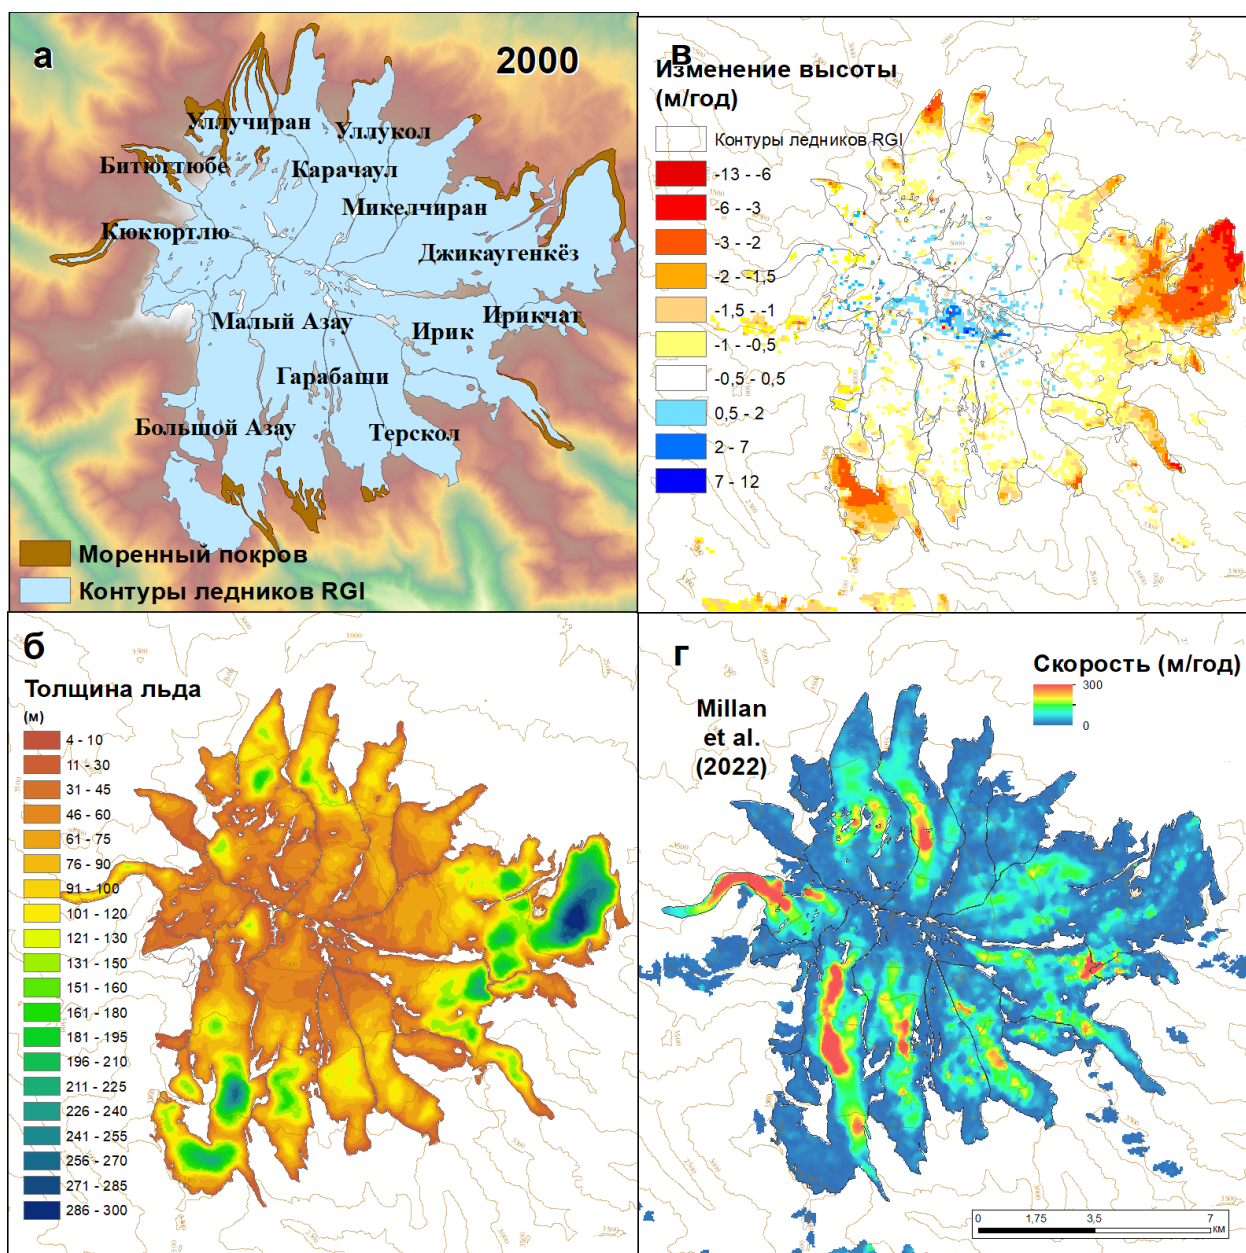 а
2000
Уллучиран
Уллукол
Битюгтюбе
Карачаул
Микелчиран
Кюкюртлю
Джикаугенкёз
Малый Азау
Ирик
Ирикчат
Гарабаши
Большой Азау
Терскол
Моренный покров
Контуры ледников RGI
в
Изменение высоты
(м/год)
Контуры ледников RGI
-13 - -6
-6 - -3
-3 - -2
-2 - -1,5
-1,5 - -1
-1 - -0,5
-0,5 - 0,5
0,5 - 2
2 - 7
7 - 12
б
Толщина льда
(м)
4 - 10
11 - 30
31 - 45
46 - 60
61 - 75
76 - 90
91 - 100
101 - 120
121 - 130
131 - 150
151 - 160
161 - 180
181 - 195
196 - 210
211 - 225
226 - 240
241 - 255
256 - 270
271 - 285
286 - 300
г
Скорость (м/год)
300
0
Millan
et al.
(2022)
0 1,75 3,5 7
км